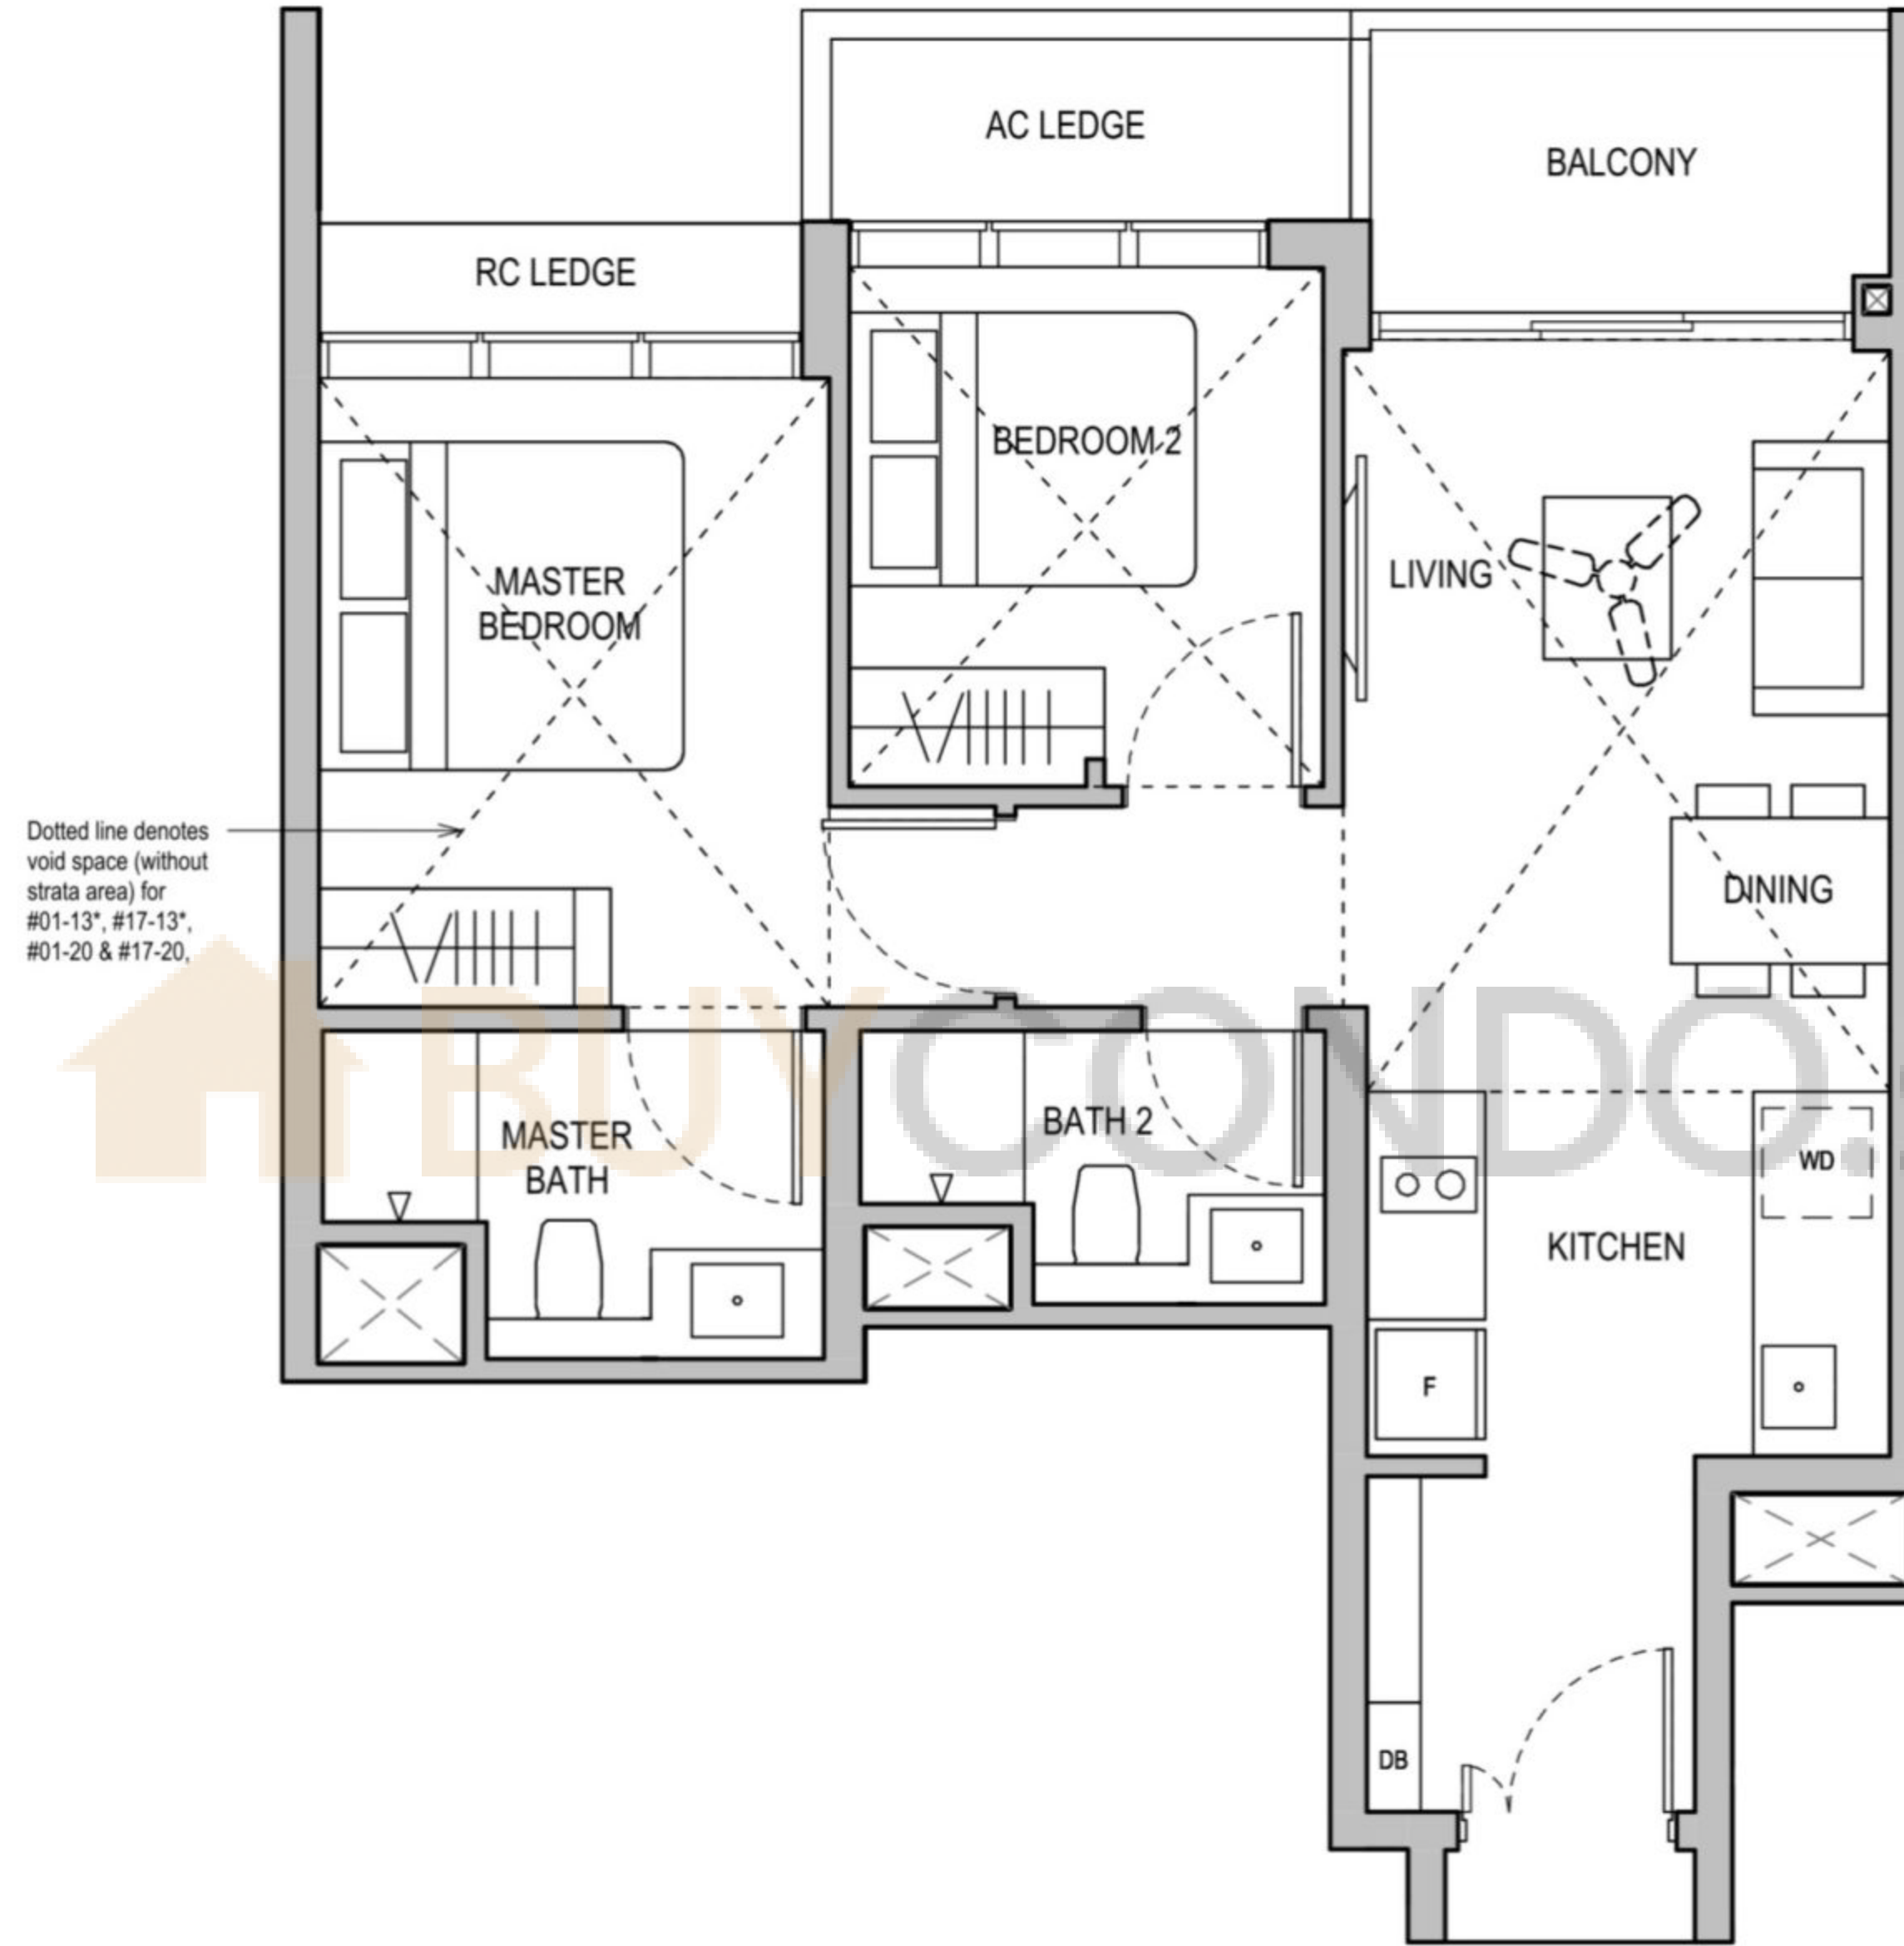 AC LEDGE
BALCONY
RC LEDGE
BEDROOM 2
MASTER
BEDROOM
LIVING
Dotted line denotes
void space (without
strata area) for
#01-13*, #17-13*,
#01-20 & #17-20,
DINING
BUYCONDO.
MASTER
BATH
BATH 2
WD
KITCHEN
F
DB